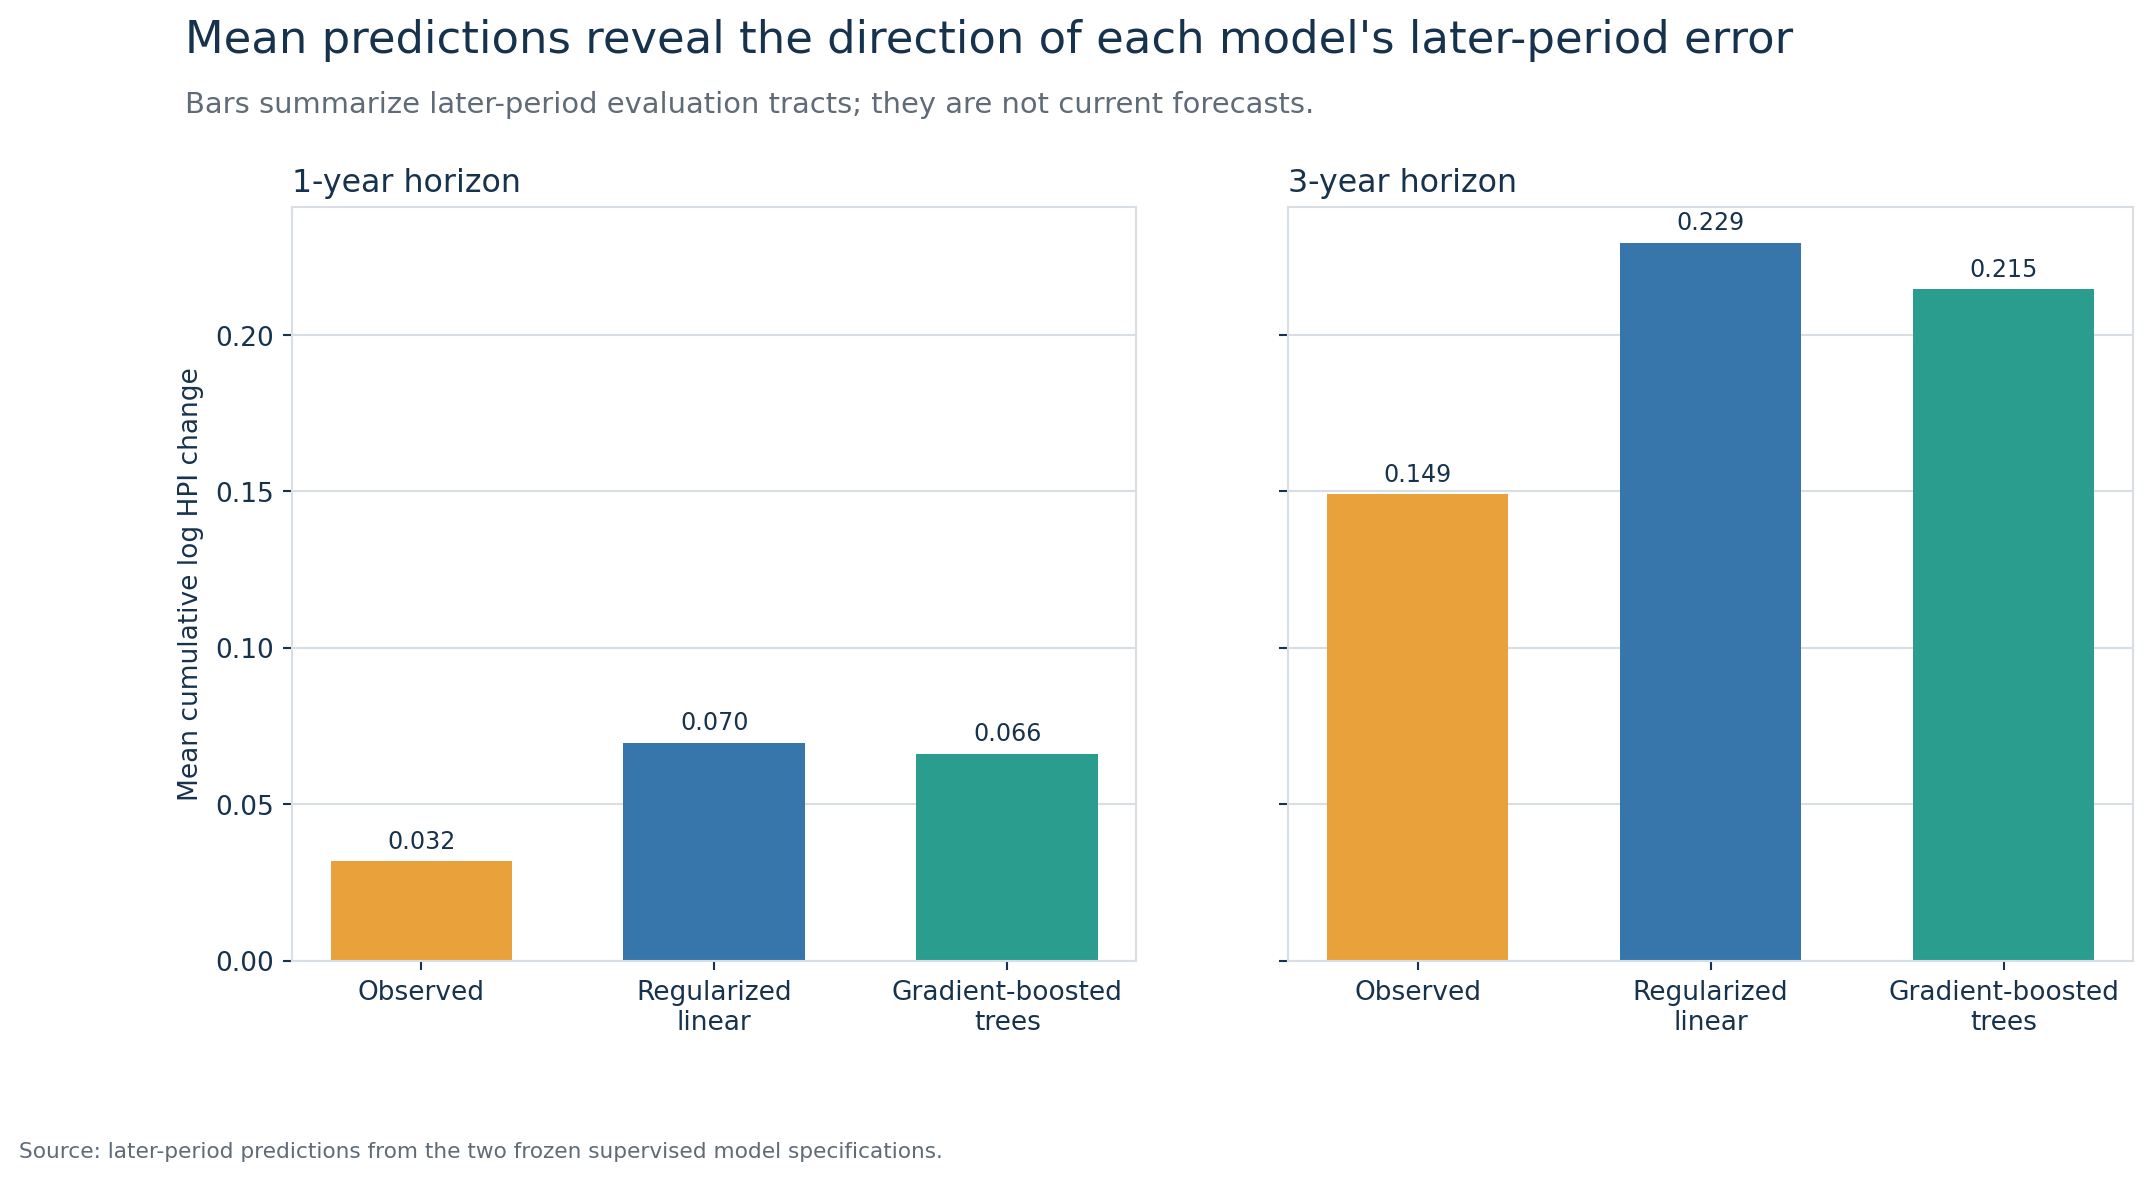 Mean predictions reveal the direction of each model's later-period error
Bars summarize later-period evaluation tracts; they are not current forecasts.
1-year horizon
Mean cumulative log HPI change
0.20
0.15
0.10
0.05
0.00
0.032
0.070
0.066
Observed
Regularized
linear
Gradient-boosted
trees
3-year horizon
0.149
0.229
0.215
Observed
Regularized
linear
Gradient-boosted
trees
Source: later-period predictions from the two frozen supervised model specifications.